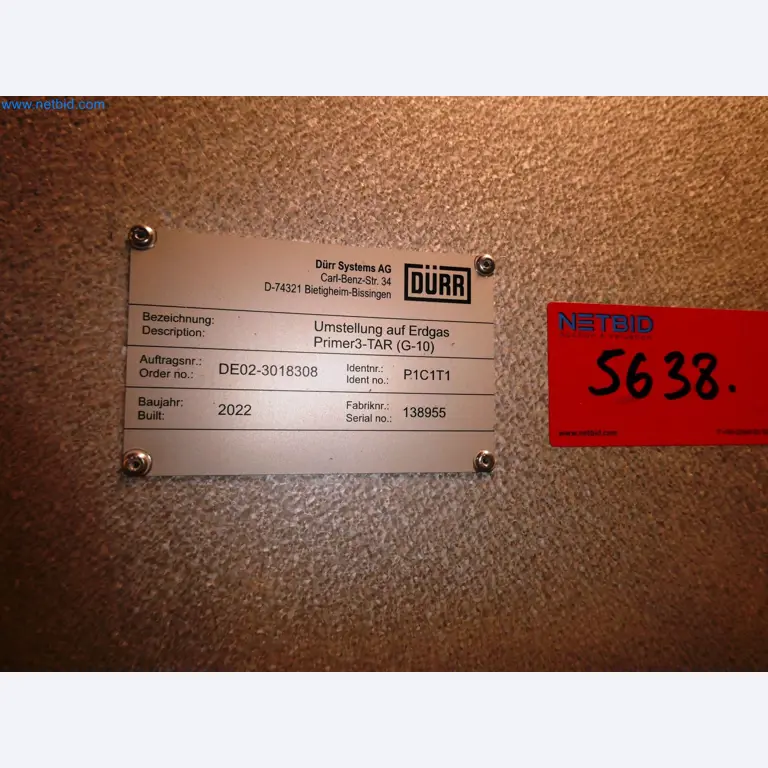 www.netbid.com
Dürr Systems AG
Carl-Benz-Str. 34
D-74321 Bietigheim-Bissingen
DÜRR
Bezeichnung:
Description:
Umstellung auf Erdgas
Primer3-TAR (G-10)
Auftragsnr.:
Order no.:
DE02-3018308
Identnr.:
Ident no.:
P1C1T1
Baujahr:
Built:
2022
Fabriknr.:
Serial no.:
138955
NETBID
5638.
www.netbid.com